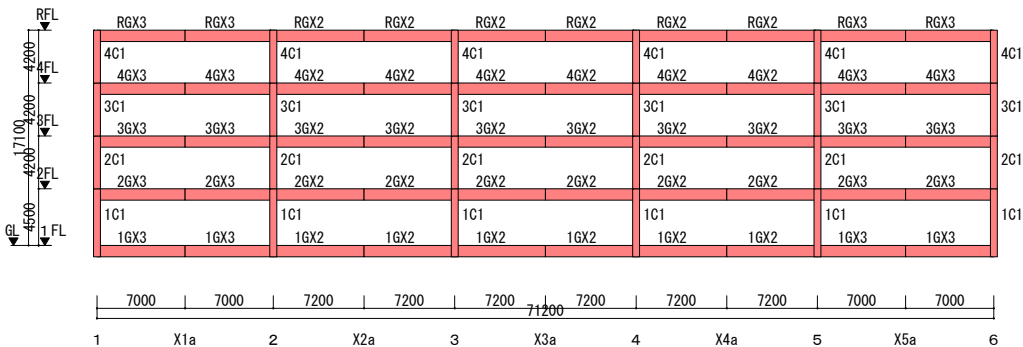 RFL RGX3 RGX3 RGX2 RGX2 RGX2 RGX2 RGX2 RGX2 RGX3 RGX3
4200 4C1 4C1 4C1 4C1 4C1 4C1
4FL 4GX3 4GX3 4GX2 4GX2 4GX2 4GX2 4GX2 4GX2 4GX3 4GX3
4200 3C1 3C1 3C1 3C1 3C1 3C1
3FL 3GX3 3GX3 3GX2 3GX2 3GX2 3GX2 3GX2 3GX2 3GX3 3GX3
17100
4200 2C1 2C1 2C1 2C1 2C1 2C1
2FL 2GX3 2GX3 2GX2 2GX2 2GX2 2GX2 2GX2 2GX2 2GX3 2GX3
4500 1C1 1C1 1C1 1C1 1C1 1C1
GL 1FL 1GX3 1GX3 1GX2 1GX2 1GX2 1GX2 1GX2 1GX2 1GX3 1GX3
7000 7000 7200 7200 7200 7200 7200 7200 7000 7000
71200
1 X1a 2 X2a 3 X3a 4 X4a 5 X5a 6